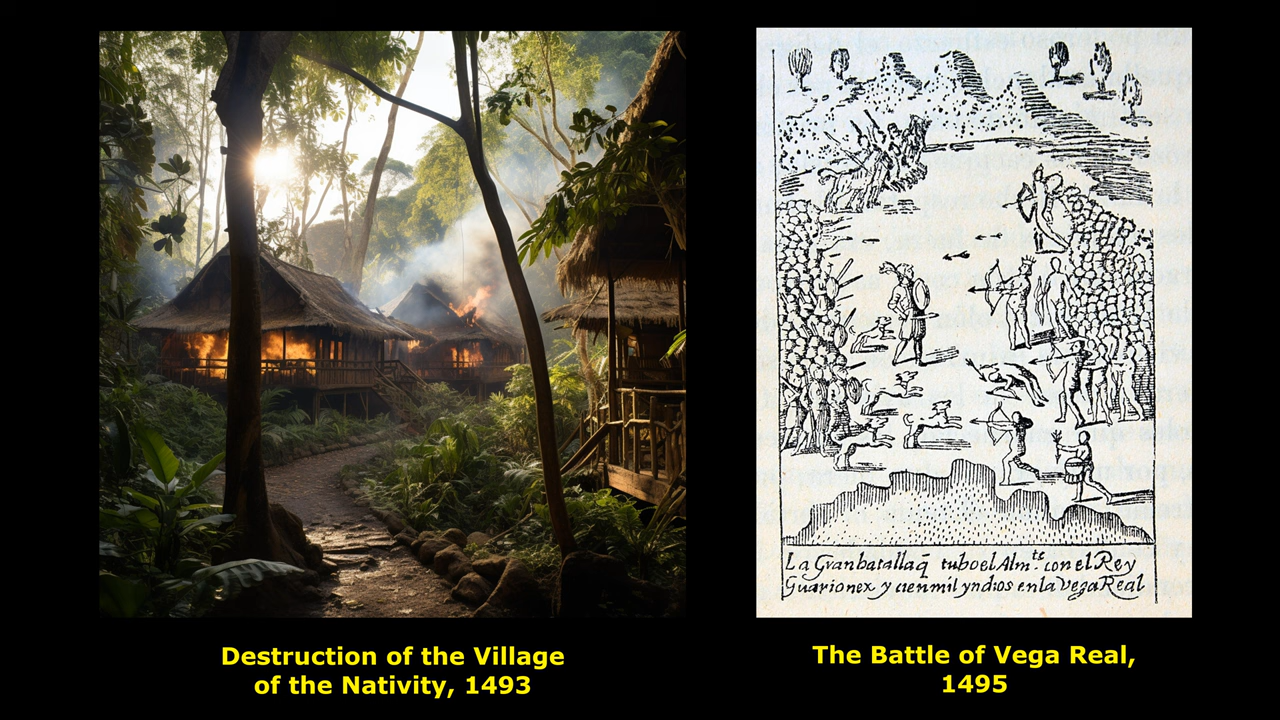 La Gran batalla q̄ tubo el Alm.te con el Rey
Guarionex y cien mil yndios en la Vega Real
Destruction of the Village
of the Nativity, 1493
The Battle of Vega Real,
1495